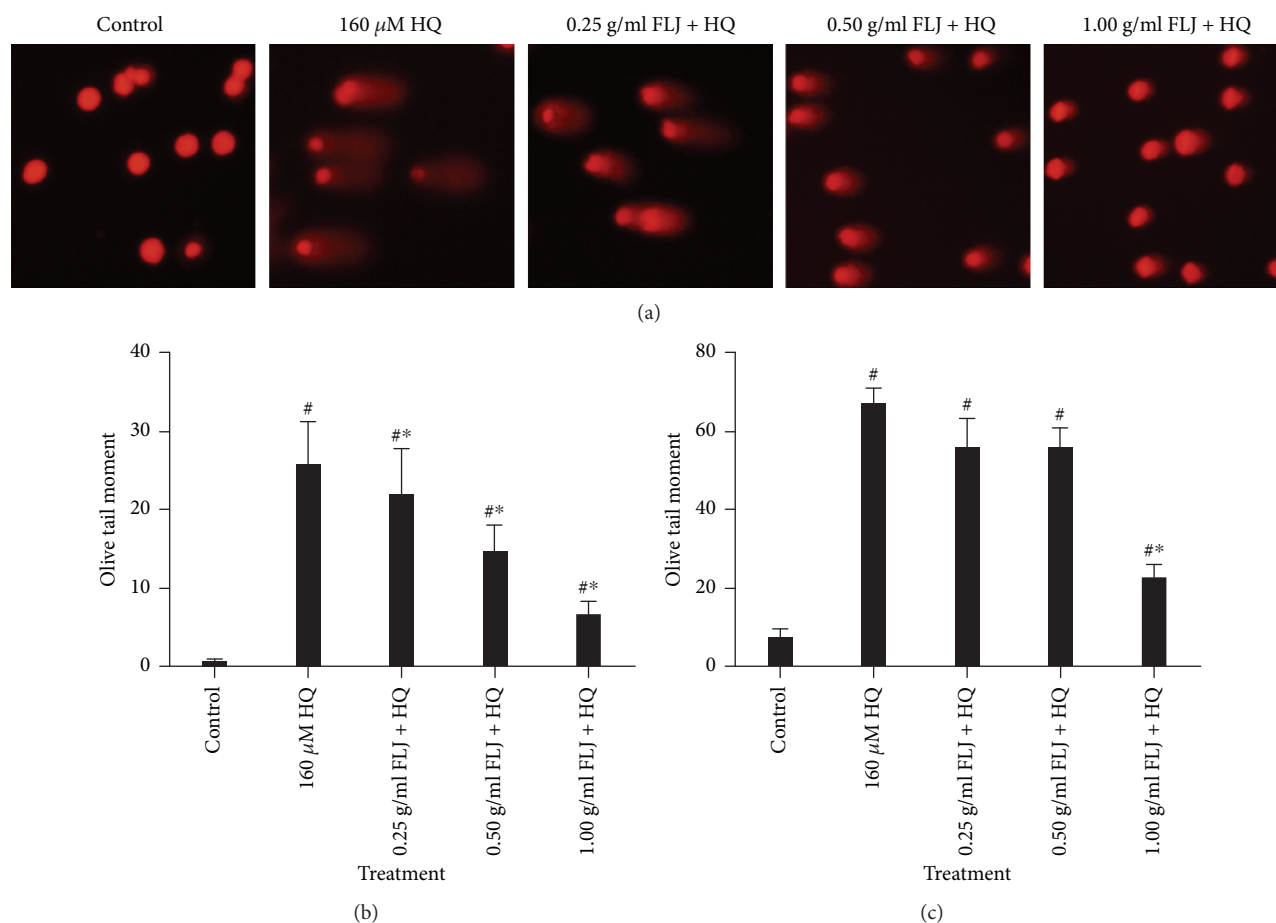 Control
160 μM HQ
0.25 g/ml FLJ + HQ
0.50 g/ml FLJ + HQ
1.00 g/ml FLJ + HQ
(a)
40
30
20
10
0
Olive tail moment
#
#*
#*
#*
Control
160 μM HQ
0.25 g/ml FLJ + HQ
0.50 g/ml FLJ + HQ
1.00 g/ml FLJ + HQ
Treatment
(b)
80
60
40
20
0
Olive tail moment
#
#
#
#*
Control
160 μM HQ
0.25 g/ml FLJ + HQ
0.50 g/ml FLJ + HQ
1.00 g/ml FLJ + HQ
Treatment
(c)